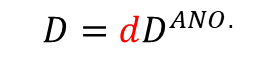 D = dD^{ANO.}